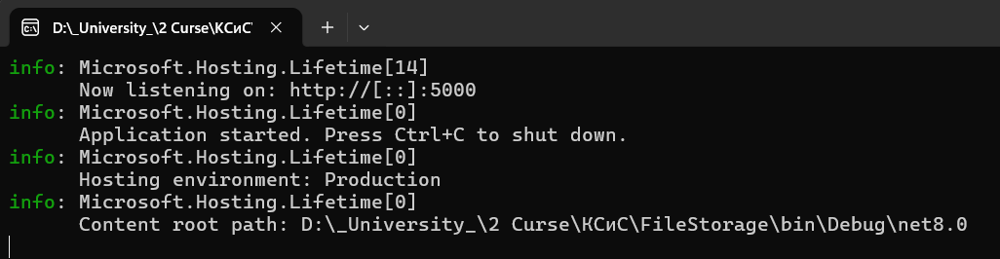 D:\_University_\2 Curse\КСиС\
info: Microsoft.Hosting.Lifetime[14]
      Now listening on: http://[::]:5000
info: Microsoft.Hosting.Lifetime[0]
      Application started. Press Ctrl+C to shut down.
info: Microsoft.Hosting.Lifetime[0]
      Hosting environment: Production
info: Microsoft.Hosting.Lifetime[0]
      Content root path: D:\_University_\2 Curse\КСиС\FileStorage\bin\Debug\net8.0